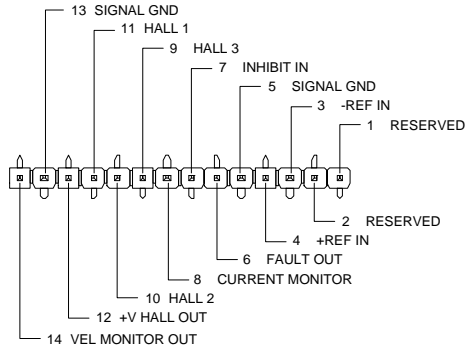 13 SIGNAL GND
11 HALL 1
9 HALL 3
7 INHIBIT IN
5 SIGNAL GND
3 -REF IN
1 RESERVED
2 RESERVED
4 +REF IN
6 FAULT OUT
8 CURRENT MONITOR
10 HALL 2
12 +V HALL OUT
14 VEL MONITOR OUT